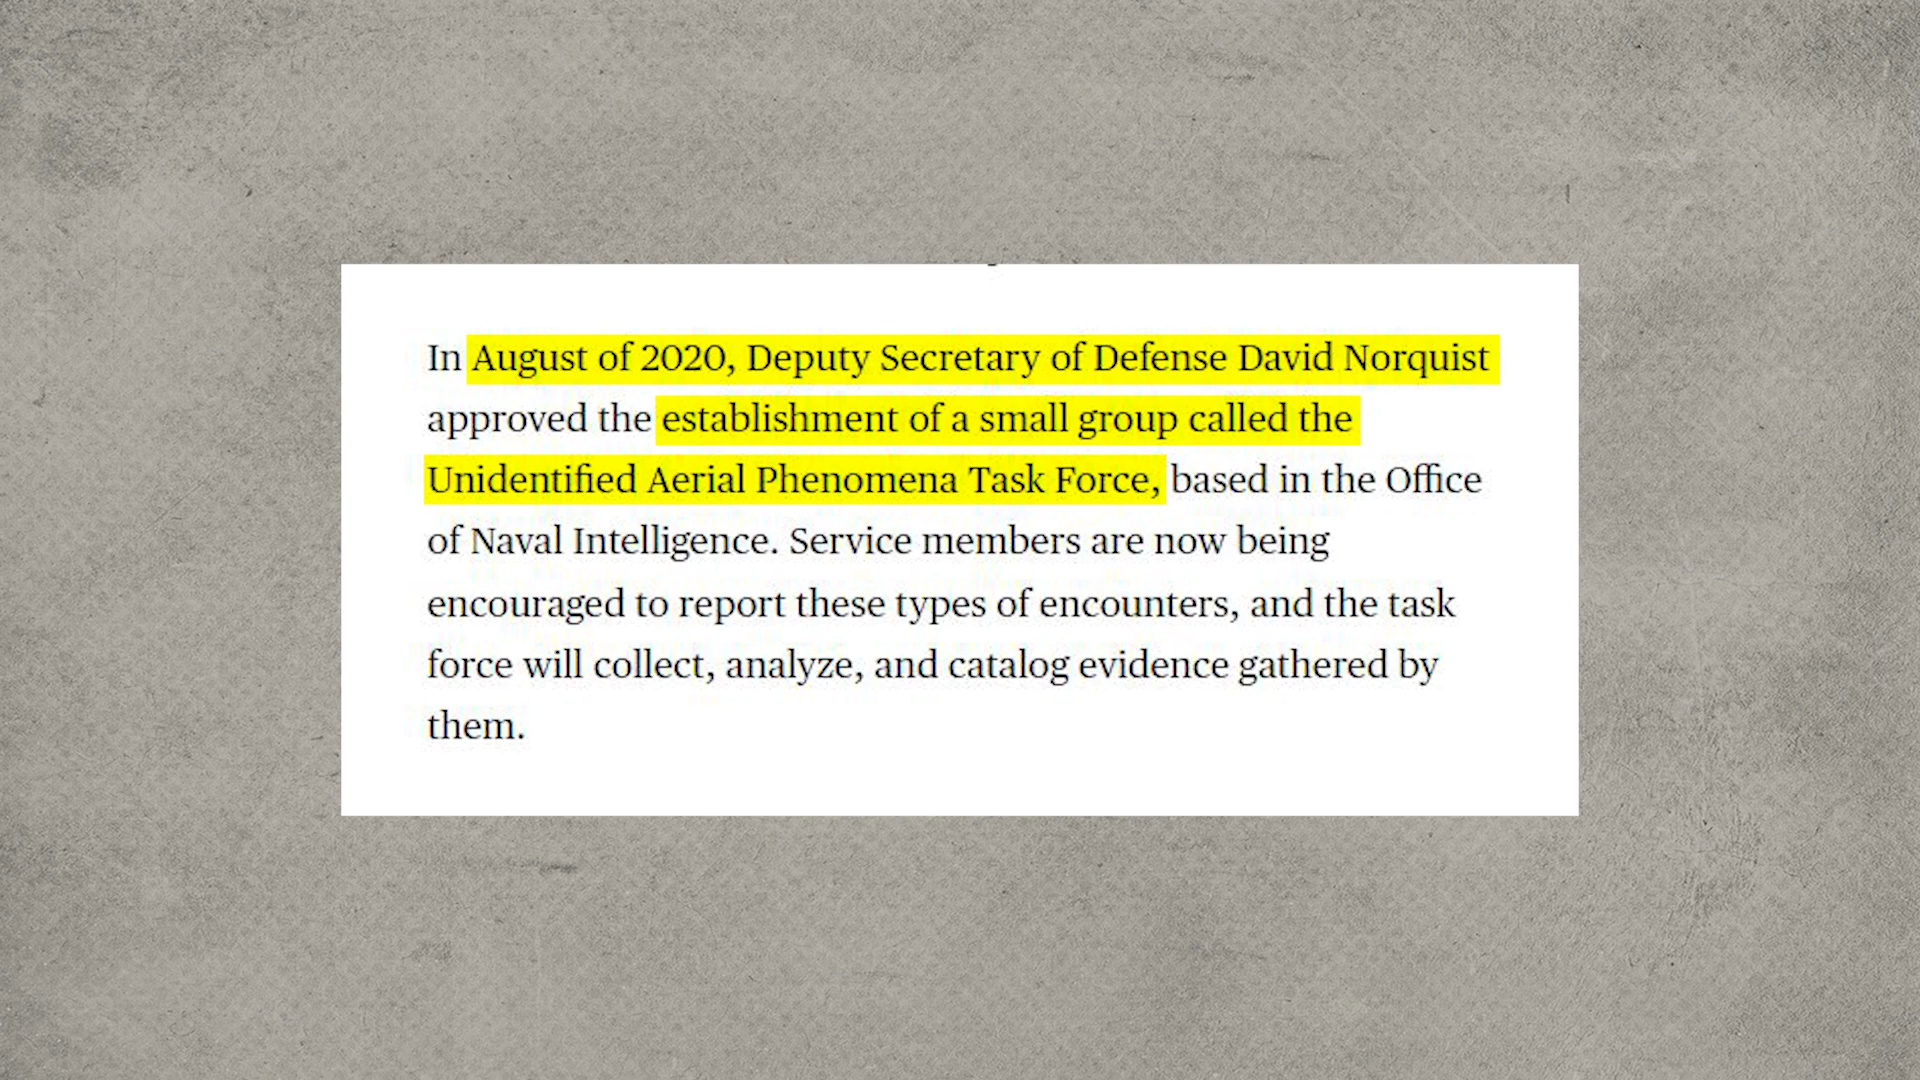 In August of 2020, Deputy Secretary of Defense David Norquist
approved the establishment of a small group called the
Unidentified Aerial Phenomena Task Force, based in the Office
of Naval Intelligence. Service members are now being
encouraged to report these types of encounters, and the task
force will collect, analyze, and catalog evidence gathered by
them.